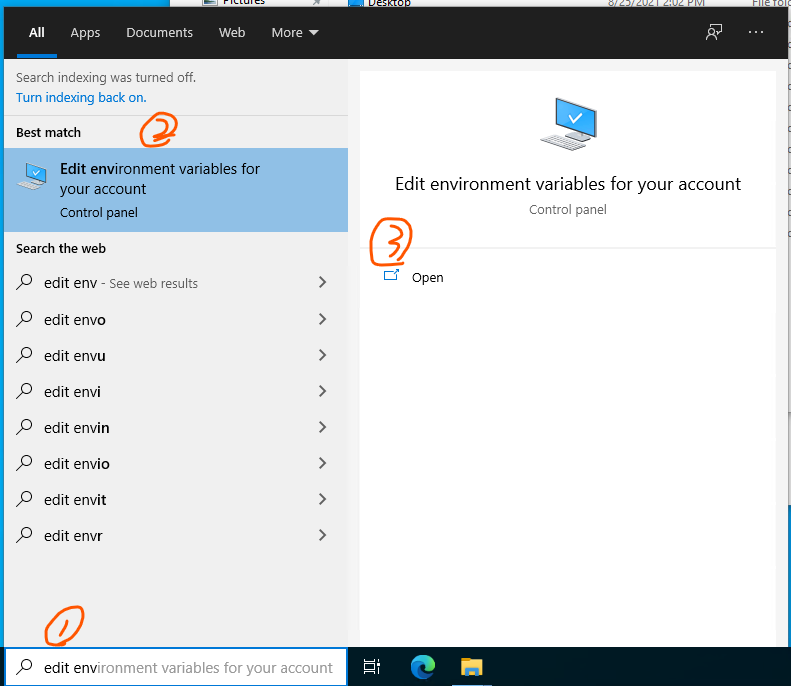 Pictures
Desktop
8/25/2021 2:02 PM
File fol
All Apps Documents Web More
Search indexing was turned off.
Turn indexing back on.
Best match
2
Edit environment variables for
your account
Control panel
Search the web
edit env - See web results
edit envo
edit envu
edit envi
edit envin
edit envio
edit envit
edit envr
1
edit environment variables for your account
Edit environment variables for your account
Control panel
3
Open